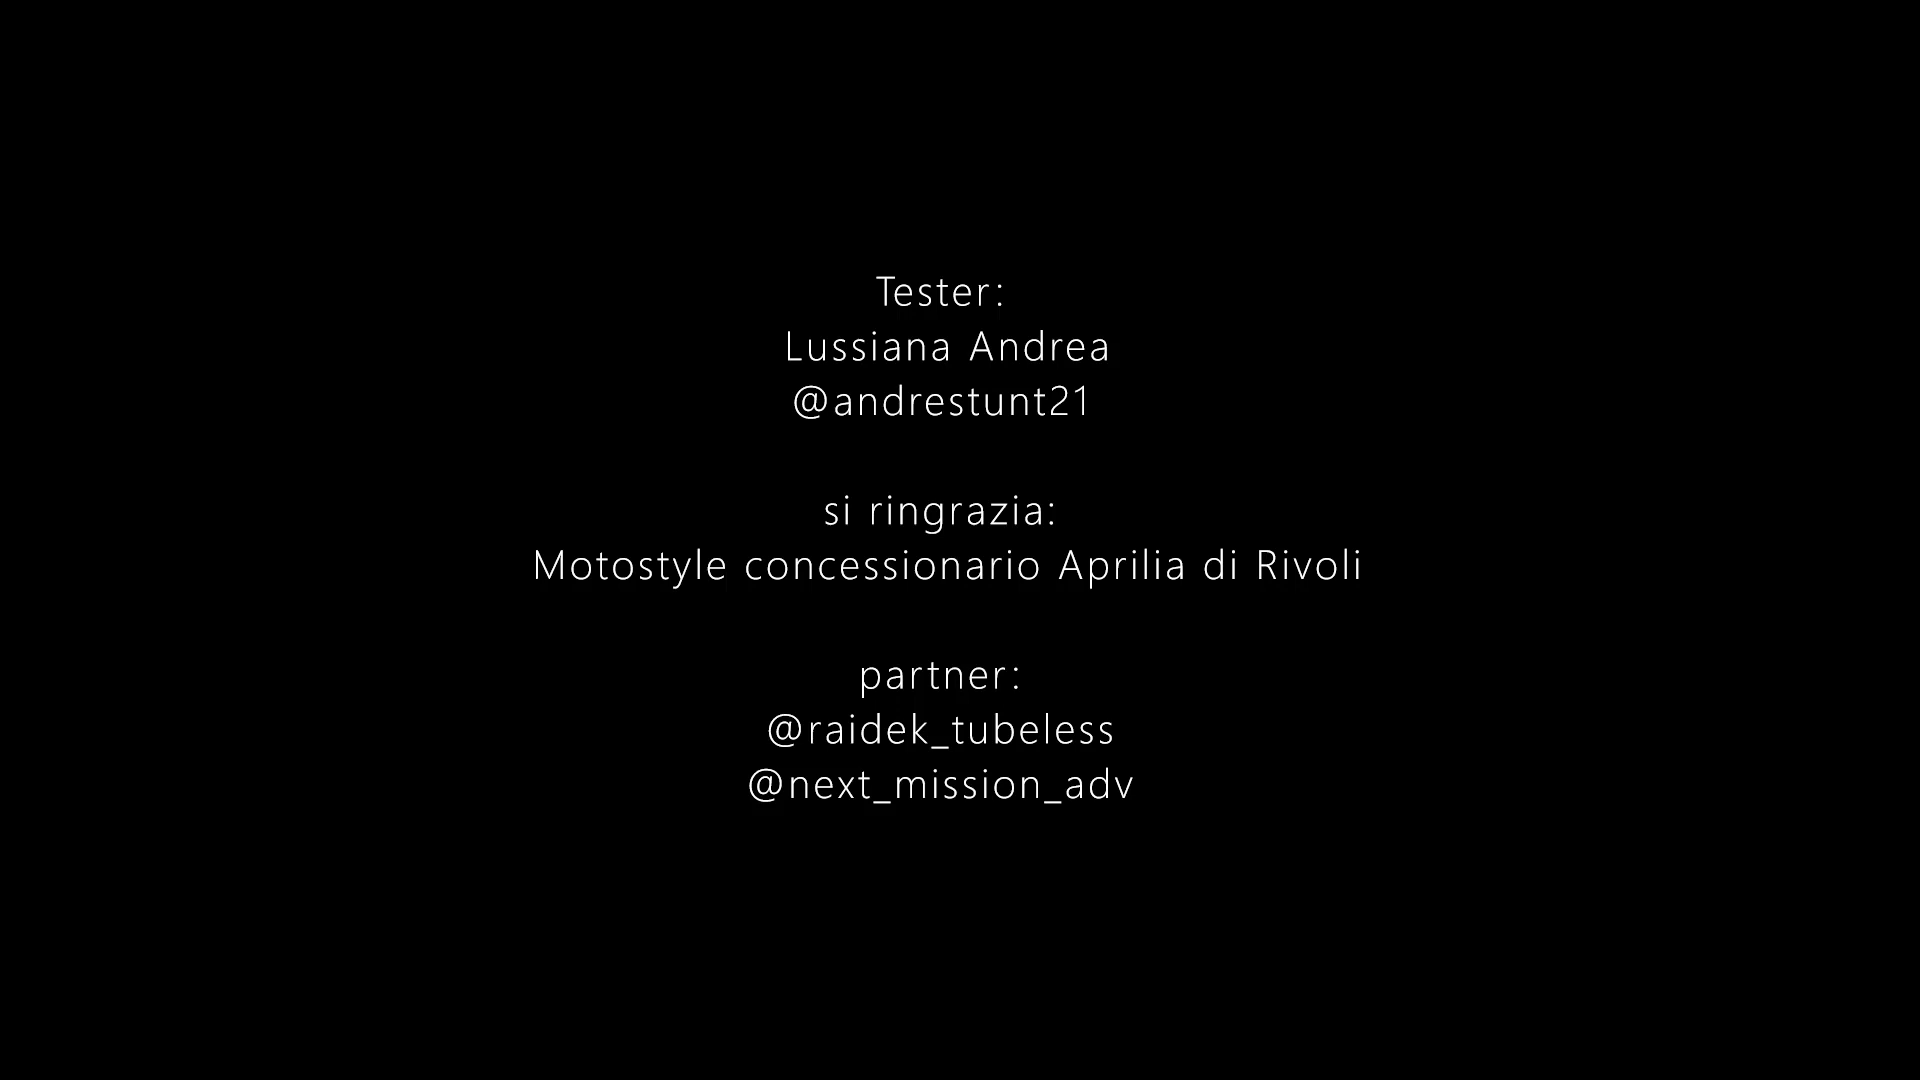 Tester:
Lussiana Andrea
@andrestunt21
si ringrazia:
Motostyle concessionario Aprilia di Rivoli
partner:
@raidek_tubeless
@next_mission_adv